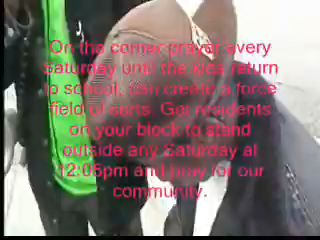 On the corner prayer every
Saturday until the kids return
to school, can create a force
field of sorts. Get residents
on your block to stand
outside any Saturday at
12:05pm and pray for our
community.